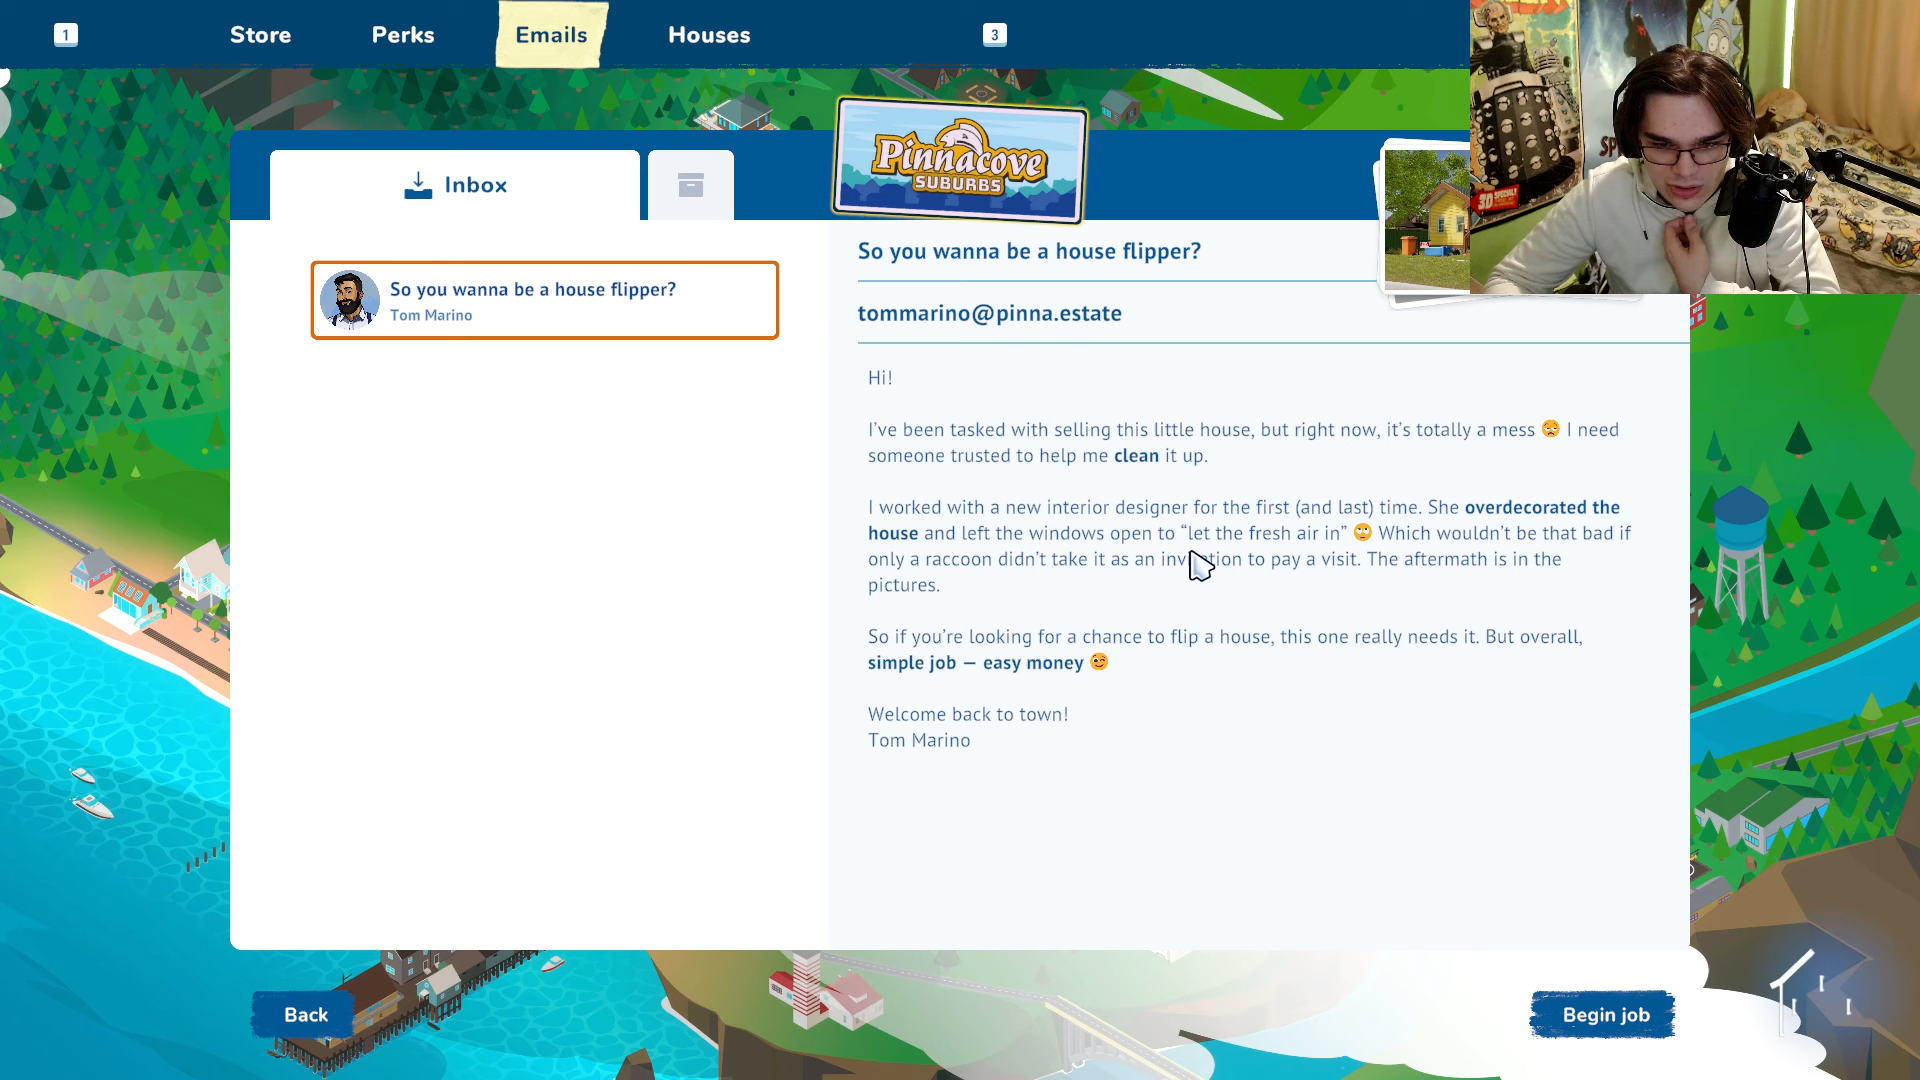 1
Store
Perks
Emails
Houses
3
Inbox
Pinnacove
SUBURBS
So you wanna be a house flipper?
Tom Marino
So you wanna be a house flipper?
tommarino@pinna.estate
Hi!
I've been tasked with selling this little house, but right now, it's totally a mess 😟 I need
someone trusted to help me clean it up.
I worked with a new interior designer for the first (and last) time. She overdecorated the
house and left the windows open to “let the fresh air in” 🙄 Which wouldn't be that bad if
only a raccoon didn't take it as an invitation to pay a visit. The aftermath is in the
pictures.
So if you're looking for a chance to flip a house, this one really needs it. But overall,
simple job — easy money 😉
Welcome back to town!
Tom Marino
Back
Begin job